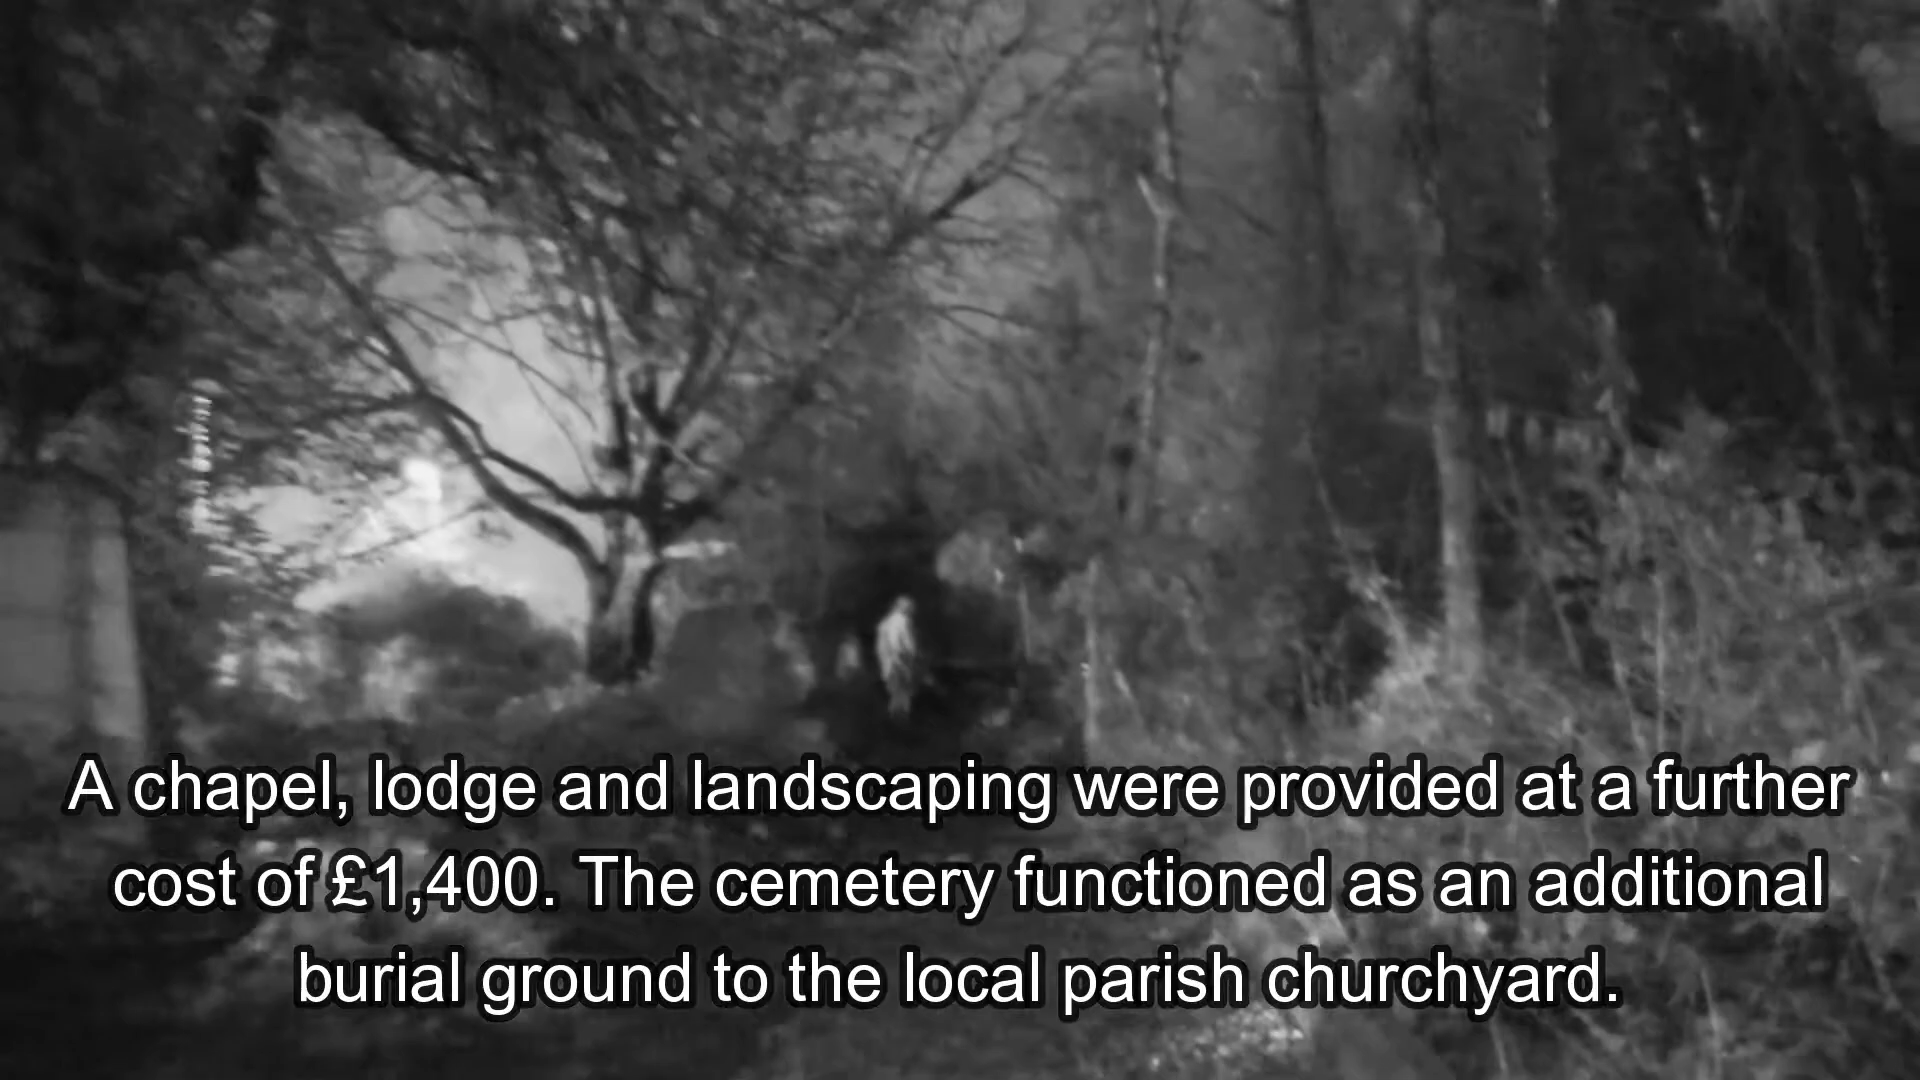 A chapel, lodge and landscaping were provided at a further
cost of £1,400. The cemetery functioned as an additional
burial ground to the local parish churchyard.